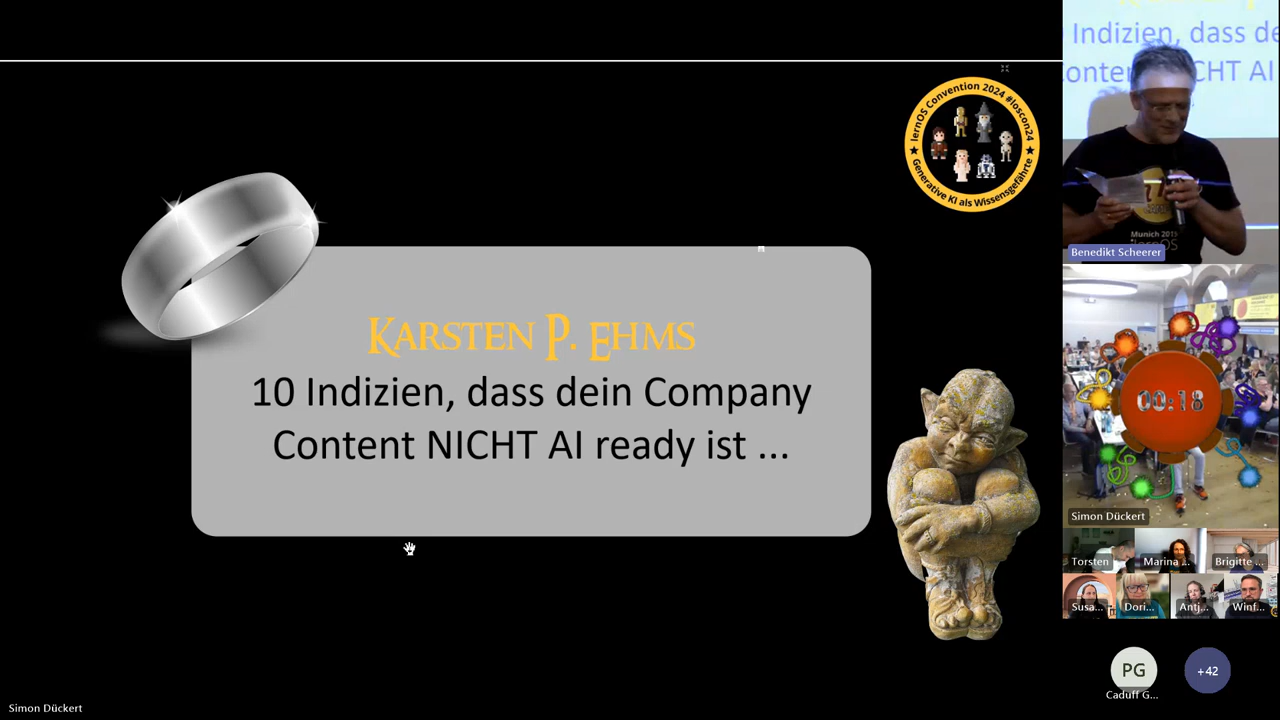 lernOS Convention 2024 #loscon24
Generative KI als Wissensgefährte
KARSTEN P. EHMS
10 Indizien, dass dein Company
Content NICHT AI ready ist ...
Simon Dückert
Indizien, dass de
CHT AI
Munich 2015
lernOS
Benedikt Scheerer
00:18
Simon Dückert
Torsten
Marina ...
Brigitte ...
Susa...
Dori...
Antj...
Winf...
PG
+42
Caduff G...